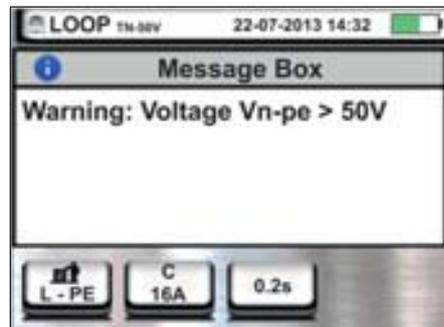 LOOP TN-50V 22-07-2013 14:32
Message Box
Warning: Voltage Vn-pe > 50V
L - PE
C
16A
0.2s